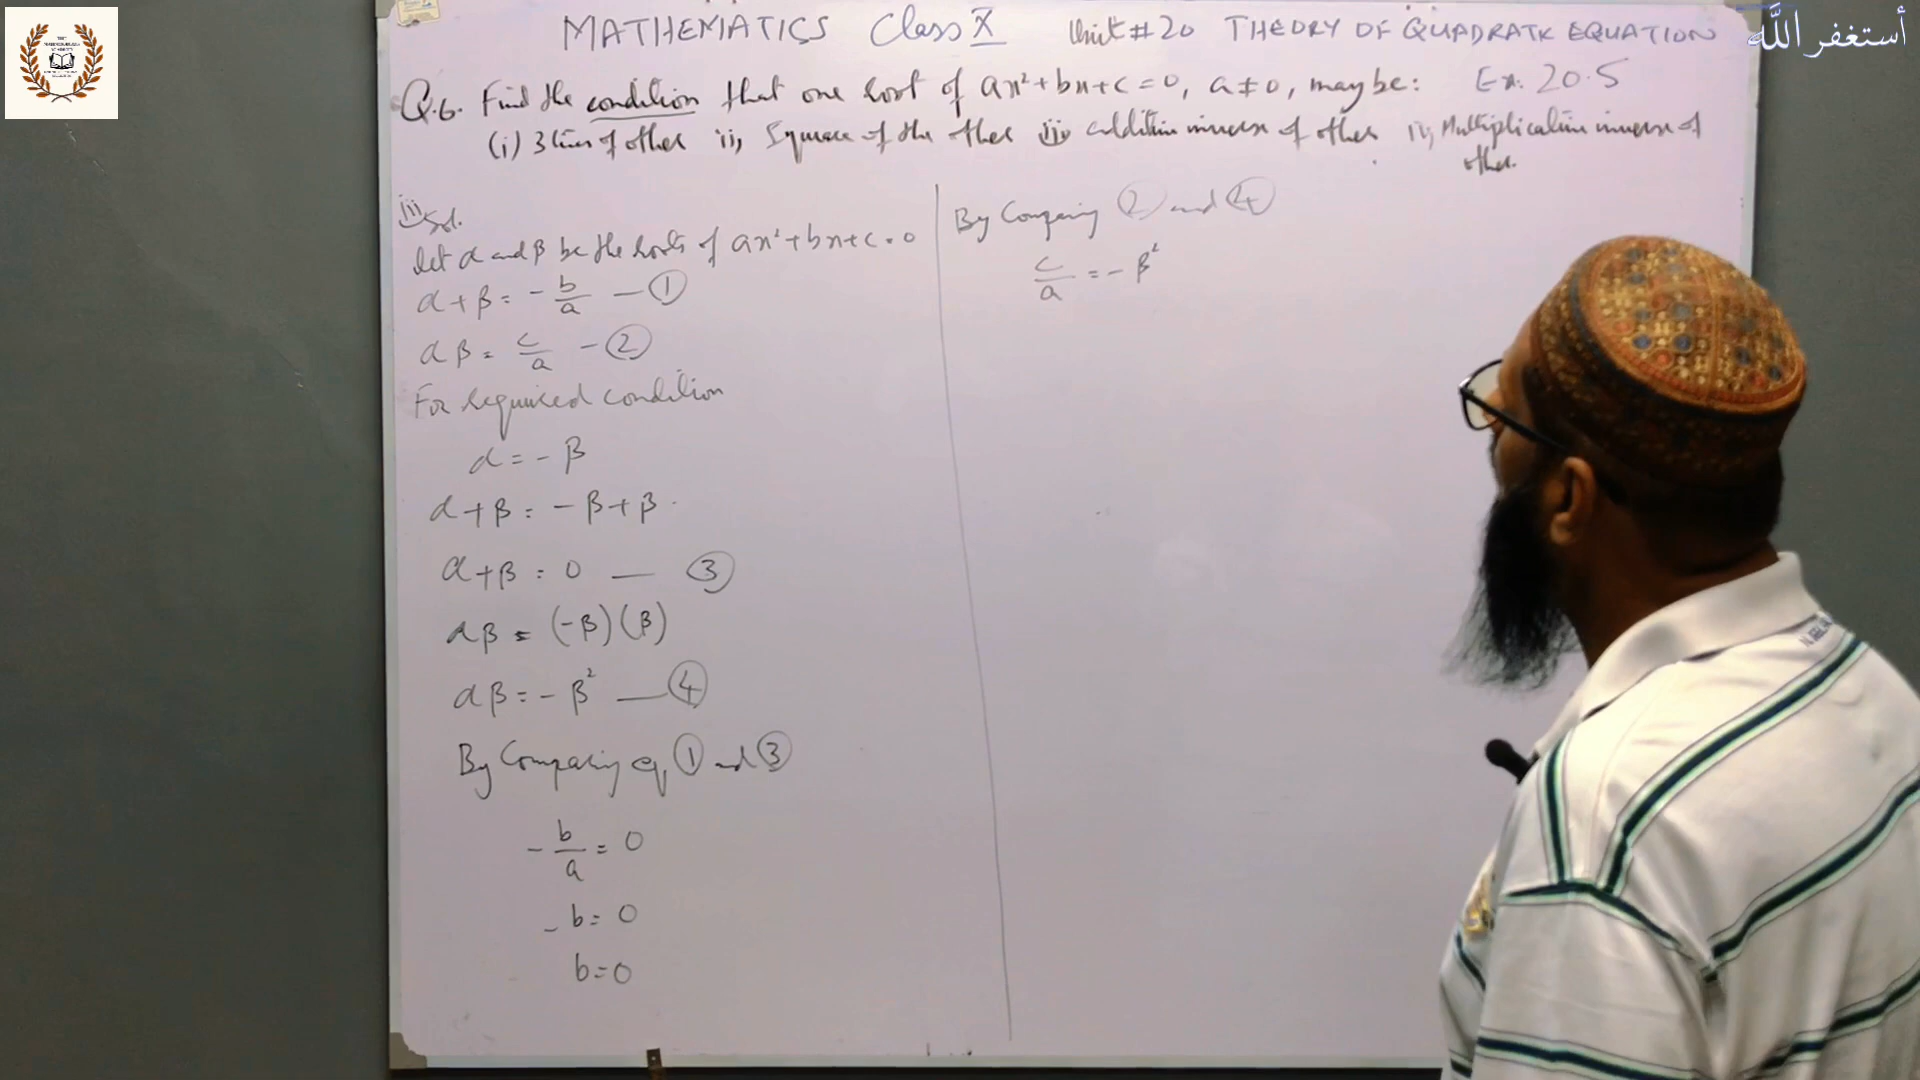 MATHEMATICS Class X Unit # 20 THEORY OF QUADRATIC EQUATION
أستغفر الله
Q.6. Find the condition that one root of ax²+bx+c=0, a≠0, may be: Ex. 20.5
(i) 3 times of other ii, Square of the other iii, addition inverse of other iv, Multiplication inverse of
other.
iii, Sol.
let α and β be the roots of ax²+bx+c=0
α+β = -b/a — ①
αβ = c/a - ②
For required condition
α = -β
α+β = -β+β
α+β = 0 — ③
αβ = (-β)(β)
αβ = -β² — ④
By Comparing eq ① and ③
-b/a = 0
-b = 0
b = 0
By Comparing ② and ④
c/a = -β²